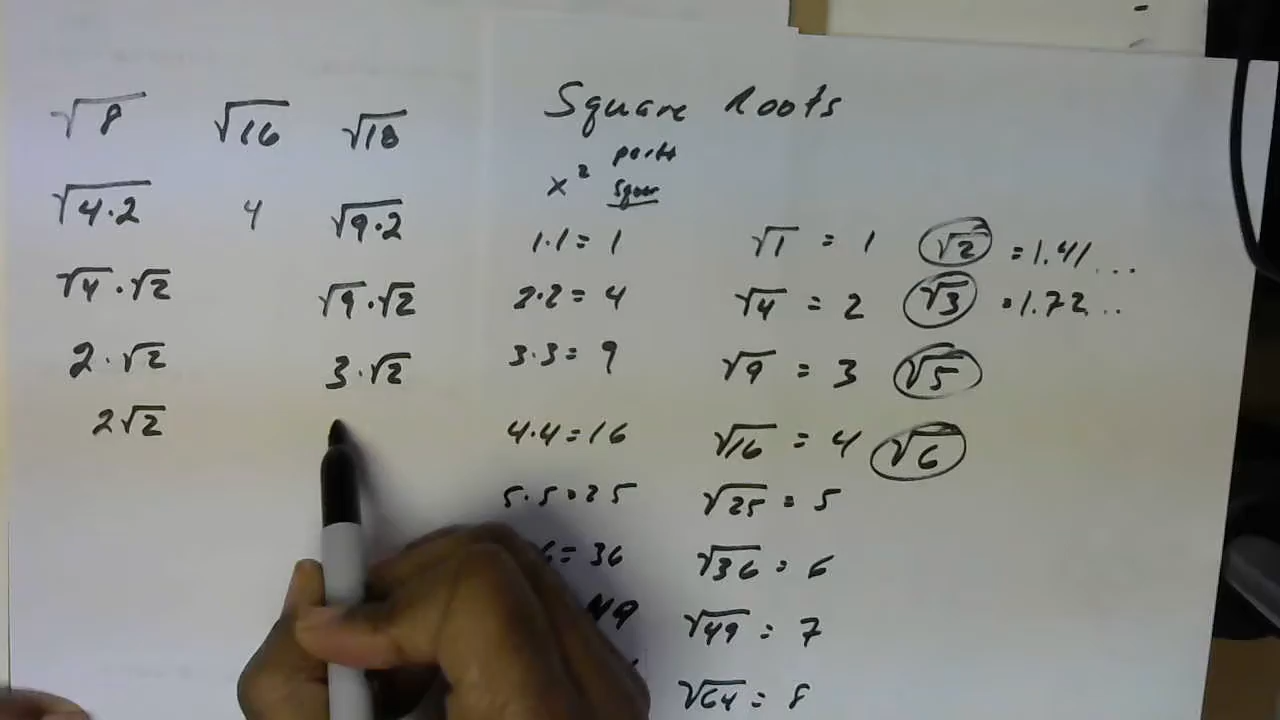 Square Roots
√8 √16 √18
perfect
x² square
√4·2 4 √9·2
1·1 = 1 √1 = 1 √2 = 1.41...
√4·√2 √9·√2 2·2 = 4 √4 = 2 √3 = 1.72...
2·√2 3·√2 3·3 = 9 √9 = 3 √5
2√2 4·4 = 16 √16 = 4 √6
5·5 = 25 √25 = 5
6 = 36 √36 = 6
49 √49 = 7
√64 = 8